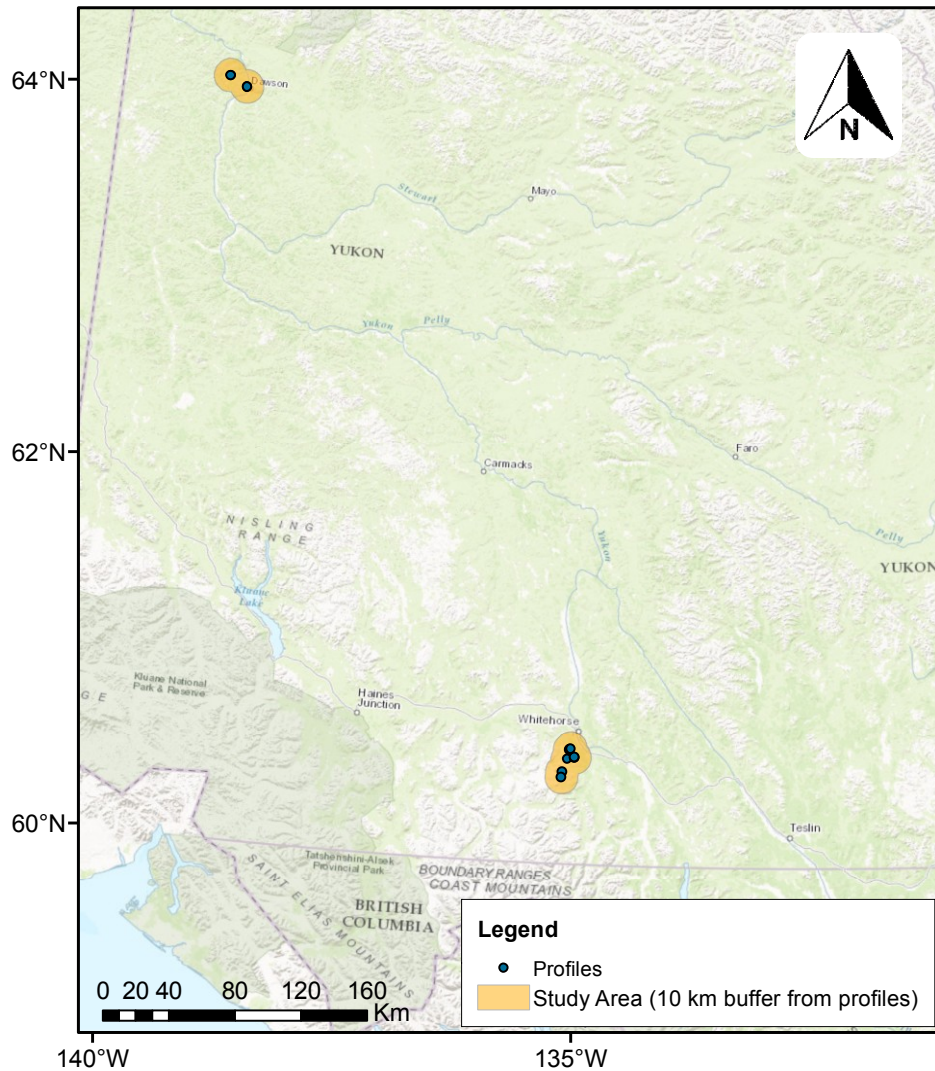 64°N
62°N
60°N
140°W
135°W
N
Dawson
Stewart
Mayo
YUKON
Yukon
Pelly
Faro
Carmacks
Pelly
NISLING
RANGE
Yukon
YUKON
Kluane
Lake
Kluane National
Park & Reserve
GE
Haines
Junction
Whitehorse
Teslin
Tatshenshini-Alsek
Provincial Park
BOUNDARY RANGES
COAST MOUNTAINS
SAINT ELIAS MOUNTAINS
BRITISH
COLUMBIA
Legend
Profiles
Study Area (10 km buffer from profiles)
0 20 40 80 120 160
Km